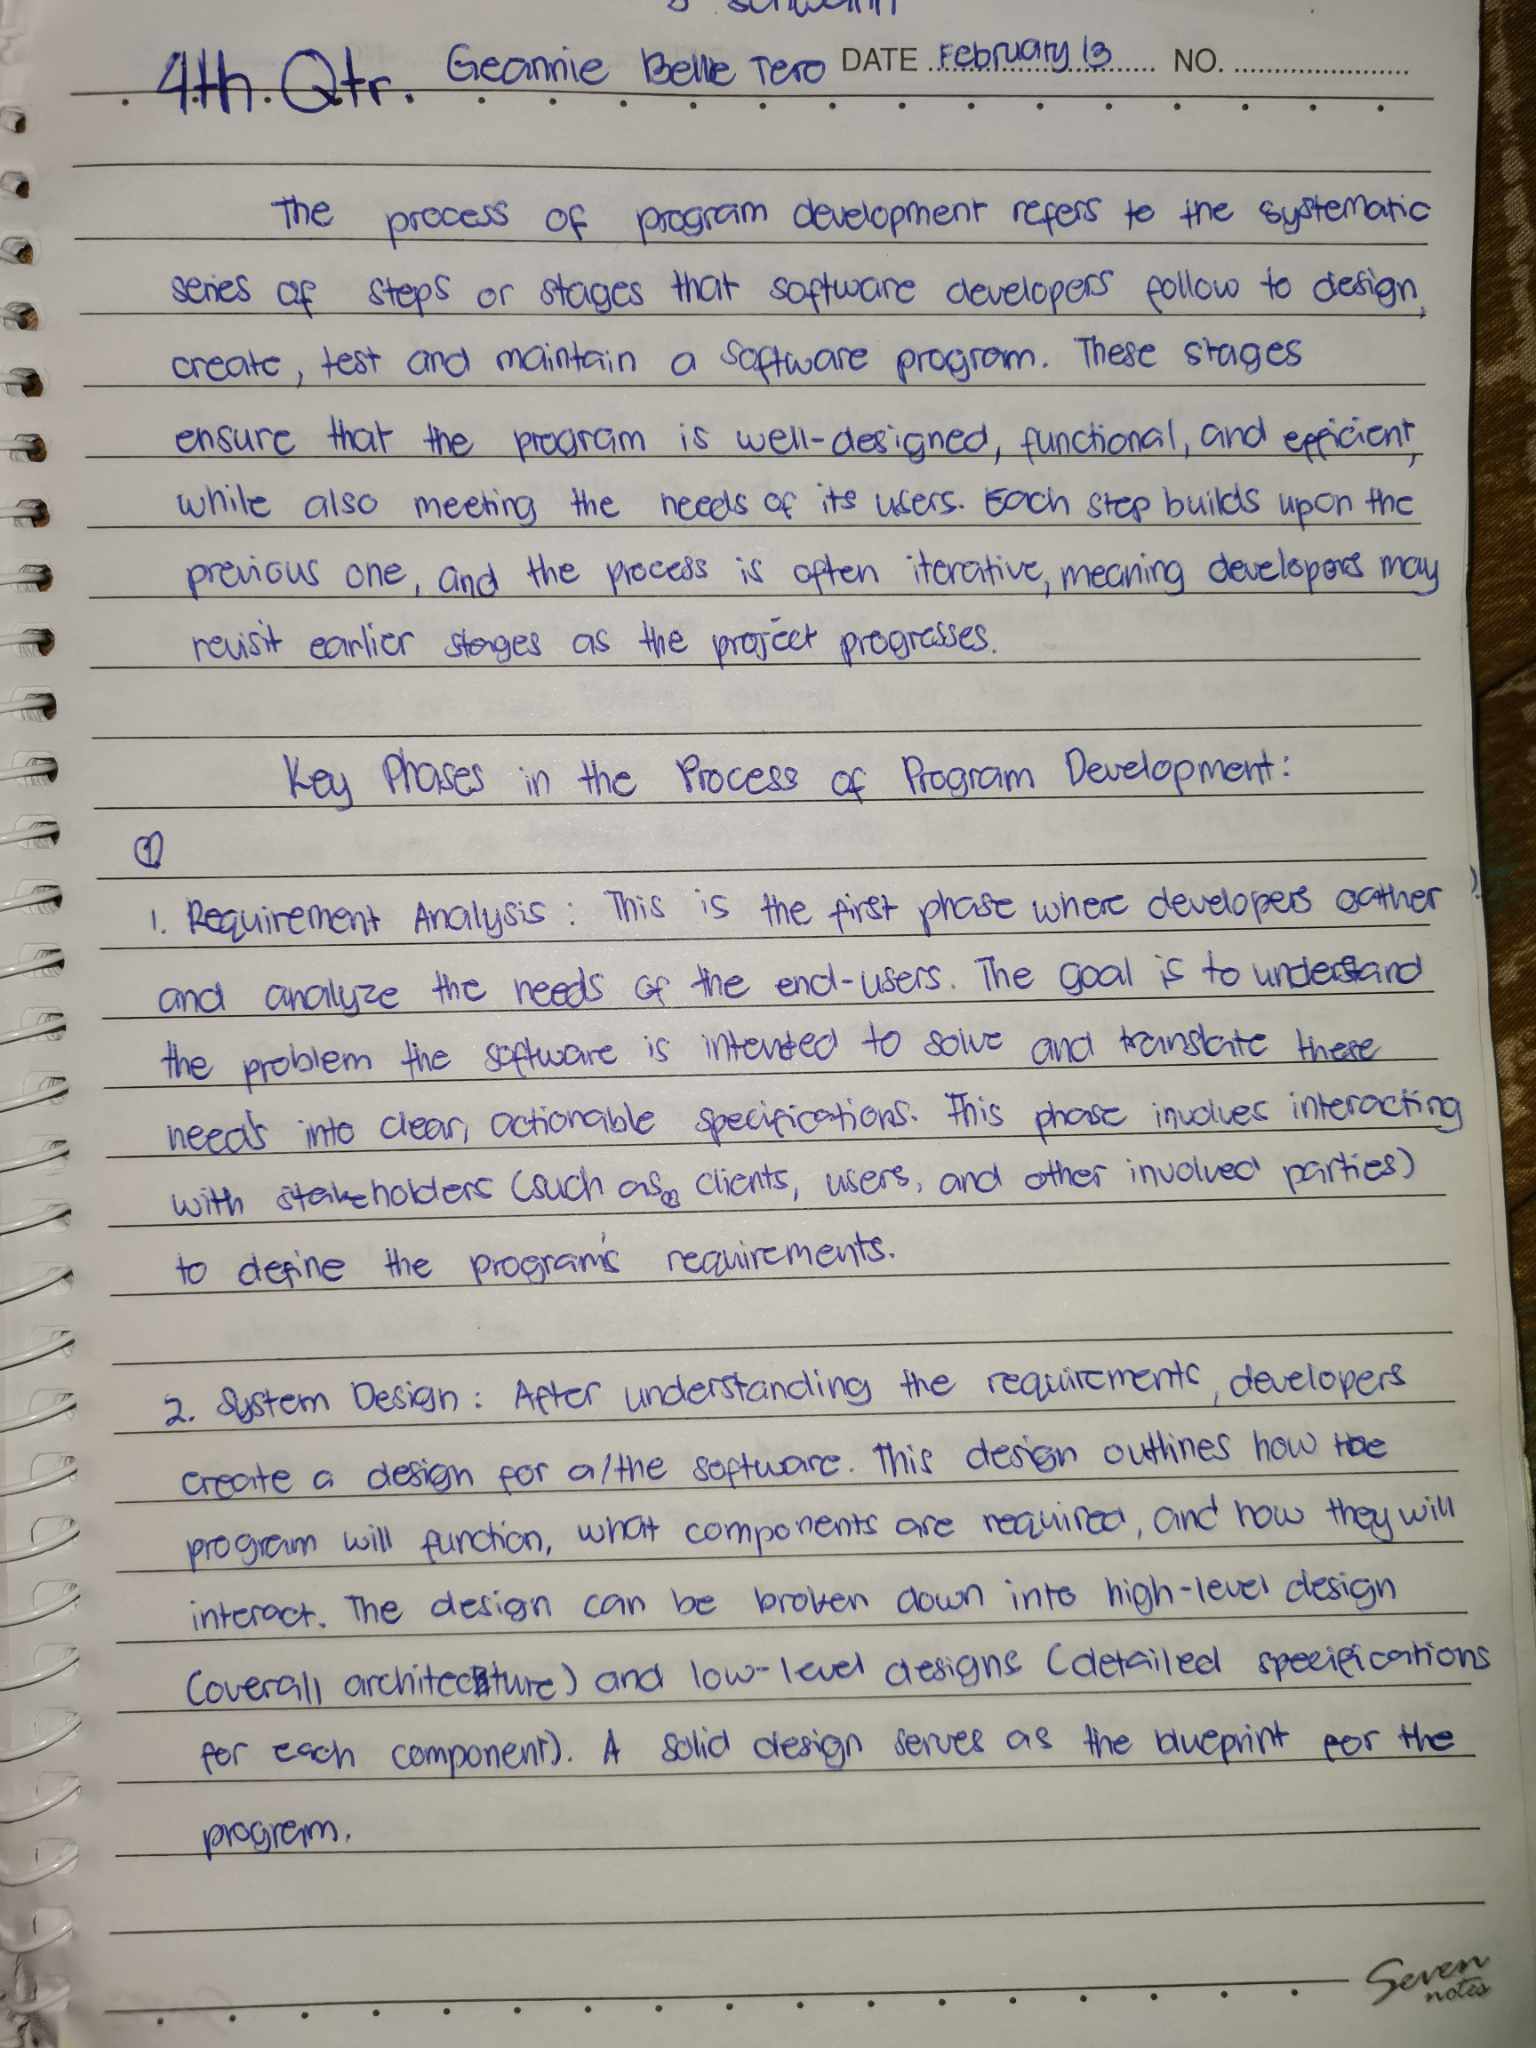 8 Schwann
4th. Qtr. Geannie Belle Tero DATE February 13 NO.
The process of program development refers to the systematic
series of steps or stages that software developers follow to design,
create, test and maintain a software program. These stages
ensure that the program is well-designed, functional, and efficient,
while also meeting the needs of its users. Each step builds upon the
previous one, and the process is often iterative, meaning developers may
revisit earlier stages as the project progresses.
Key Phases in the Process of Program Development:
1
1. Requirement Analysis: This is the first phase where developers gather
and analyze the needs of the end-users. The goal is to understand
the problem the software is intended to solve and translate these
needs into clear, actionable specifications. This phase involves interacting
with stakeholders (such as clients, users, and other involved parties)
to define the program's requirements.
2. System Design: After understanding the requirements, developers
create a design for a/the software. This design outlines how the
program will function, what components are required, and how they will
interact. The design can be broken down into high-level design
(overall architecture) and low-level designs (detailed specifications
for each component). A solid design serves as the blueprint for the
program.
Seven
notes